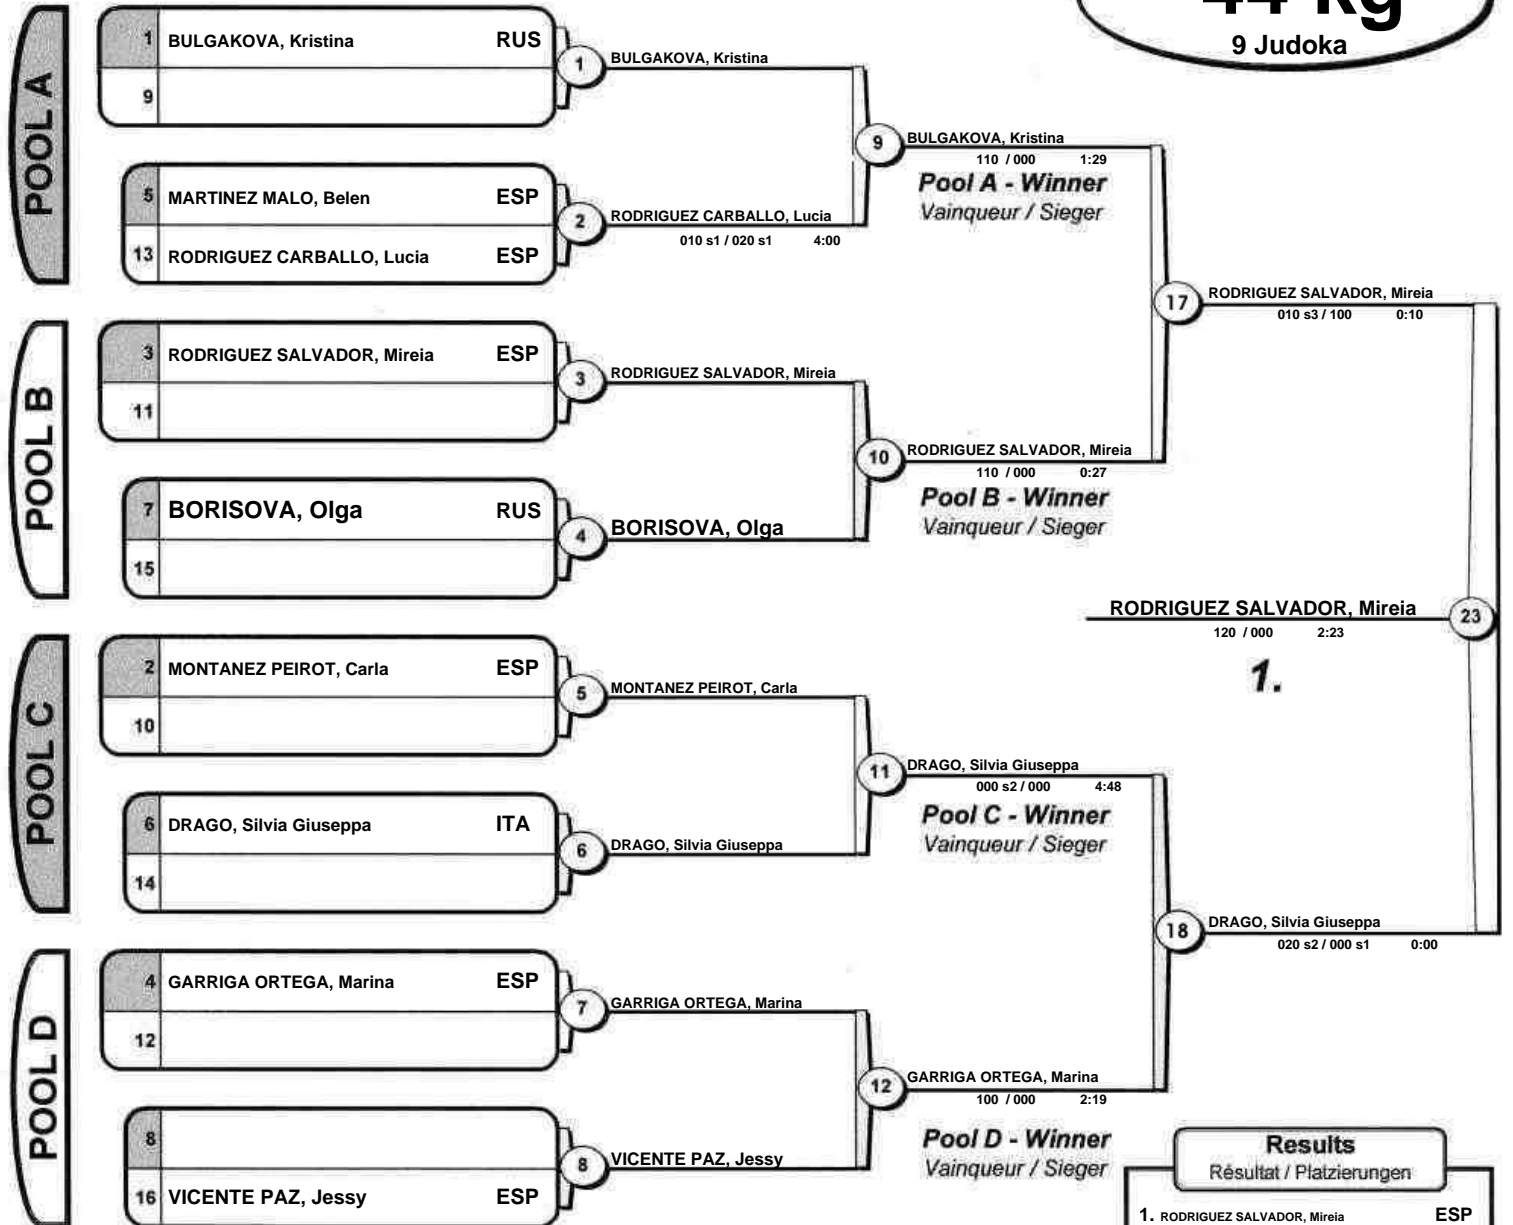 44 kg
9 Judoka
POOL A
1 BULGAKOVA, Kristina RUS
9
1
BULGAKOVA, Kristina
5 MARTINEZ MALO, Belen ESP
13 RODRIGUEZ CARBALLO, Lucia ESP
2
RODRIGUEZ CARBALLO, Lucia
010 s1 / 020 s1 4:00
9
BULGAKOVA, Kristina
110 / 000 1:29
Pool A - Winner
Vainqueur / Sieger
POOL B
3 RODRIGUEZ SALVADOR, Mireia ESP
11
3
RODRIGUEZ SALVADOR, Mireia
7 BORISOVA, Olga RUS
15
4
BORISOVA, Olga
10
RODRIGUEZ SALVADOR, Mireia
110 / 000 0:27
Pool B - Winner
Vainqueur / Sieger
17
RODRIGUEZ SALVADOR, Mireia
010 s3 / 100 0:10
POOL C
2 MONTANEZ PEIROT, Carla ESP
10
5
MONTANEZ PEIROT, Carla
6 DRAGO, Silvia Giuseppa ITA
14
6
DRAGO, Silvia Giuseppa
11
DRAGO, Silvia Giuseppa
000 s2 / 000 4:48
Pool C - Winner
Vainqueur / Sieger
POOL D
4 GARRIGA ORTEGA, Marina ESP
12
7
GARRIGA ORTEGA, Marina
8
16 VICENTE PAZ, Jessy ESP
8
VICENTE PAZ, Jessy
12
GARRIGA ORTEGA, Marina
100 / 000 2:19
Pool D - Winner
Vainqueur / Sieger
18
DRAGO, Silvia Giuseppa
020 s2 / 000 s1 0:00
23
RODRIGUEZ SALVADOR, Mireia
120 / 000 2:23
1.
Results
Résultat / Platzierungen
1. RODRIGUEZ SALVADOR, Mireia ESP